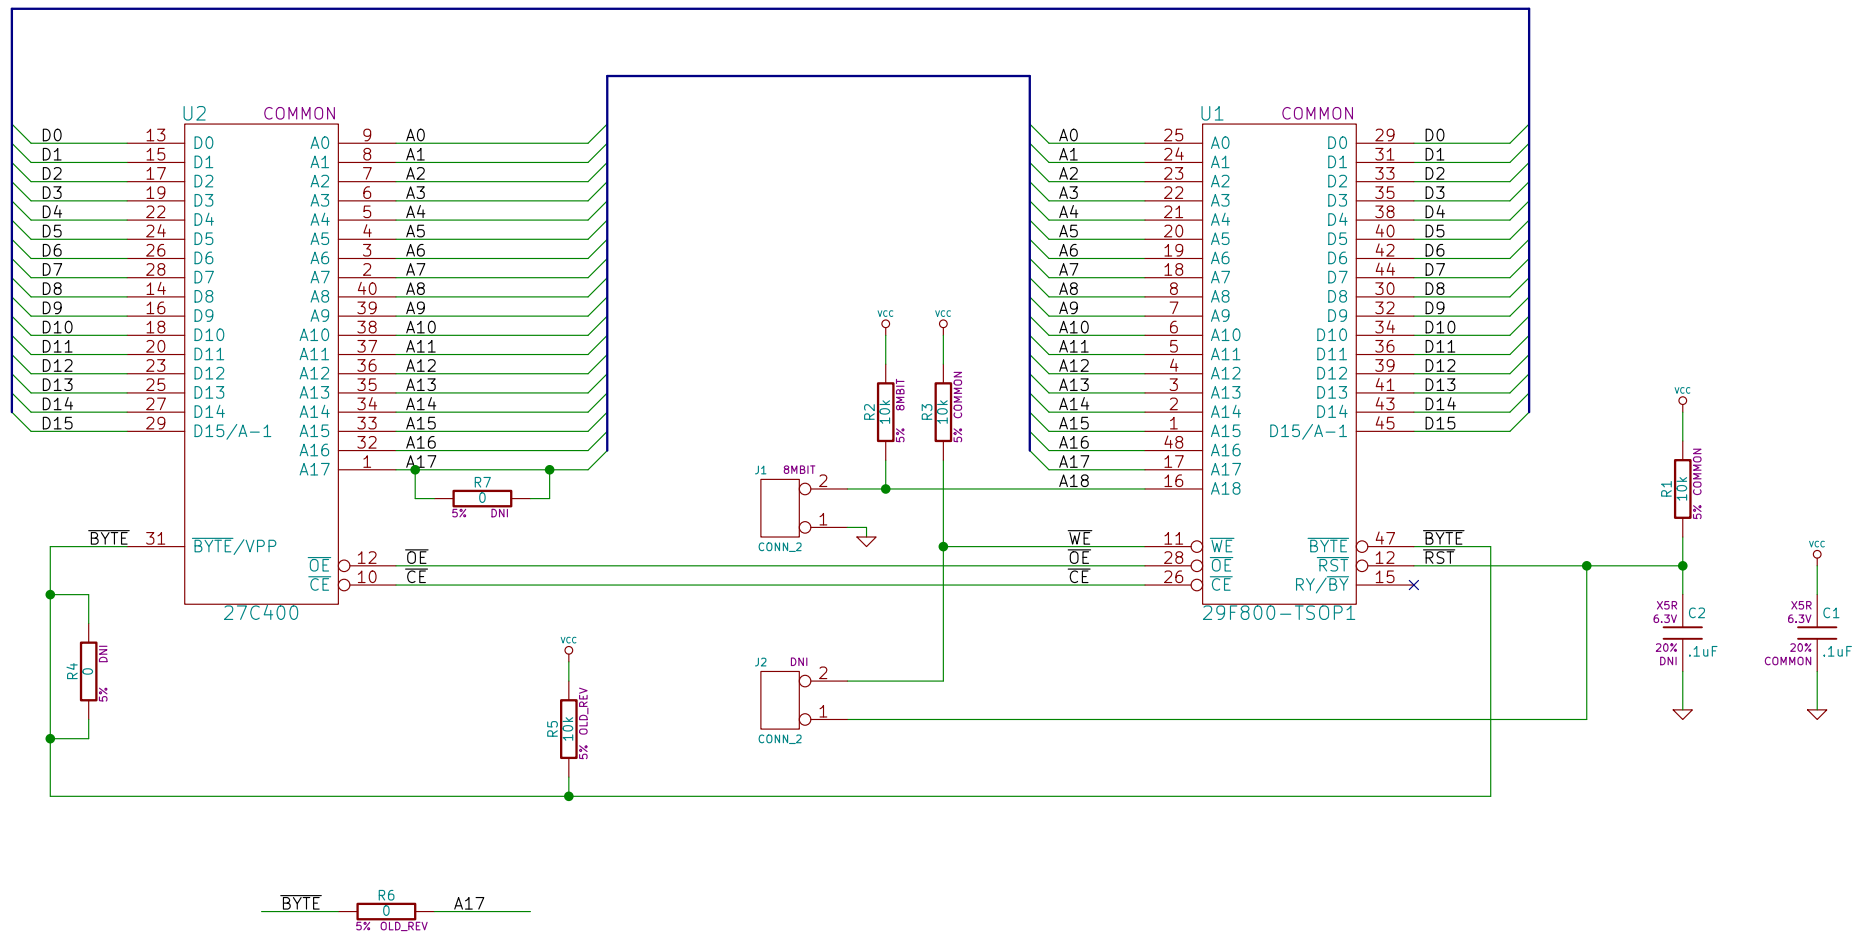 U2 COMMON
D0 13 D0 A0 9 A0
D1 15 D1 A1 8 A1
D2 17 D2 A2 7 A2
D3 19 D3 A3 6 A3
D4 22 D4 A4 5 A4
D5 24 D5 A5 4 A5
D6 26 D6 A6 3 A6
D7 28 D7 A7 2 A7
D8 14 D8 A8 40 A8
D9 16 D9 A9 39 A9
D10 18 D10 A10 38 A10
D11 20 D11 A11 37 A11
D12 23 D12 A12 36 A12
D13 25 D13 A13 35 A13
D14 27 D14 A14 34 A14
D15 29 D15/A-1 A15 33 A15
A16 32 A16
A17 1 A17
R7
0
5% DNI
BYTE 31 BYTE/VPP
OE 12 OE
CE 10 CE
27C400
R4
0
5% DNI
VCC
R5
10k
5% OLD_REV
BYTE R6 A17
0
5% OLD_REV
VCC
R2
10k
5% 8MBIT
VCC
R3
10k
5% COMMON
J1 8MBIT
2
1
CONN_2
J2 DNI
2
1
CONN_2
U1 COMMON
A0 25 A0 D0 29 D0
A1 24 A1 D1 31 D1
A2 23 A2 D2 33 D2
A3 22 A3 D3 35 D3
A4 21 A4 D4 38 D4
A5 20 A5 D5 40 D5
A6 19 A6 D6 42 D6
A7 18 A7 D7 44 D7
A8 8 A8 D8 30 D8
A9 7 A9 D9 32 D9
A10 6 A10 D10 34 D10
A11 5 A11 D11 36 D11
A12 4 A12 D12 39 D12
A13 3 A13 D13 41 D13
A14 2 A14 D14 43 D14
A15 1 A15 D15/A-1 45 D15
A16 48 A16
A17 17 A17
A18 16 A18
WE 11 WE BYTE 47 BYTE
OE 28 OE RST 12 RST
CE 26 CE RY/BY 15
29F800-TSOP1
VCC
R1
10k
5% COMMON
X5R C2
6.3V
20% .1uF
DNI
VCC
X5R C1
6.3V
20% .1uF
COMMON